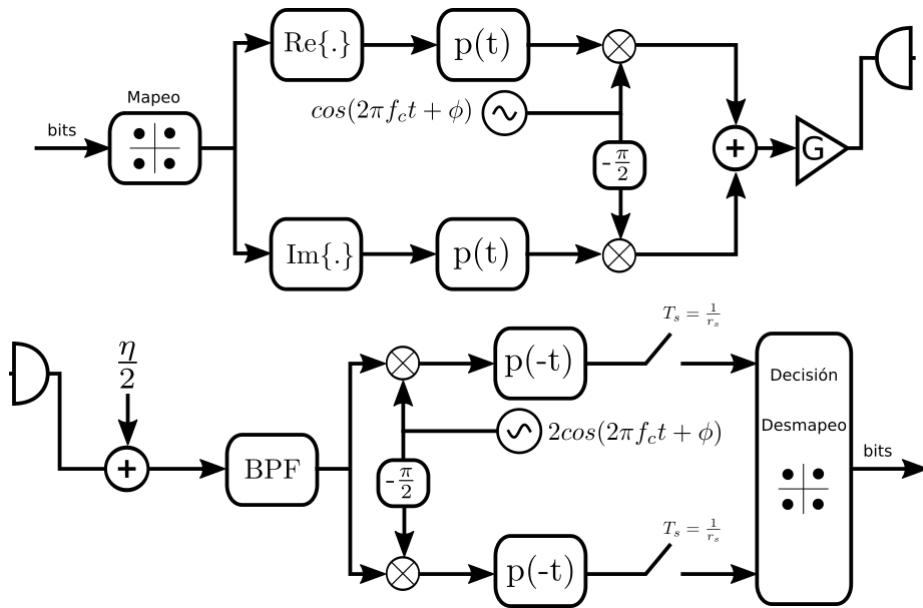 Re{.}
p(t)
Mapeo
cos(2πf_ct + ϕ)
bits
-π/2
+
G
Im{.}
p(t)
T_s = 1/r_s
η/2
p(-t)
Decisión
2cos(2πf_ct + ϕ)
Desmapeo
+
BPF
-π/2
bits
T_s = 1/r_s
p(-t)